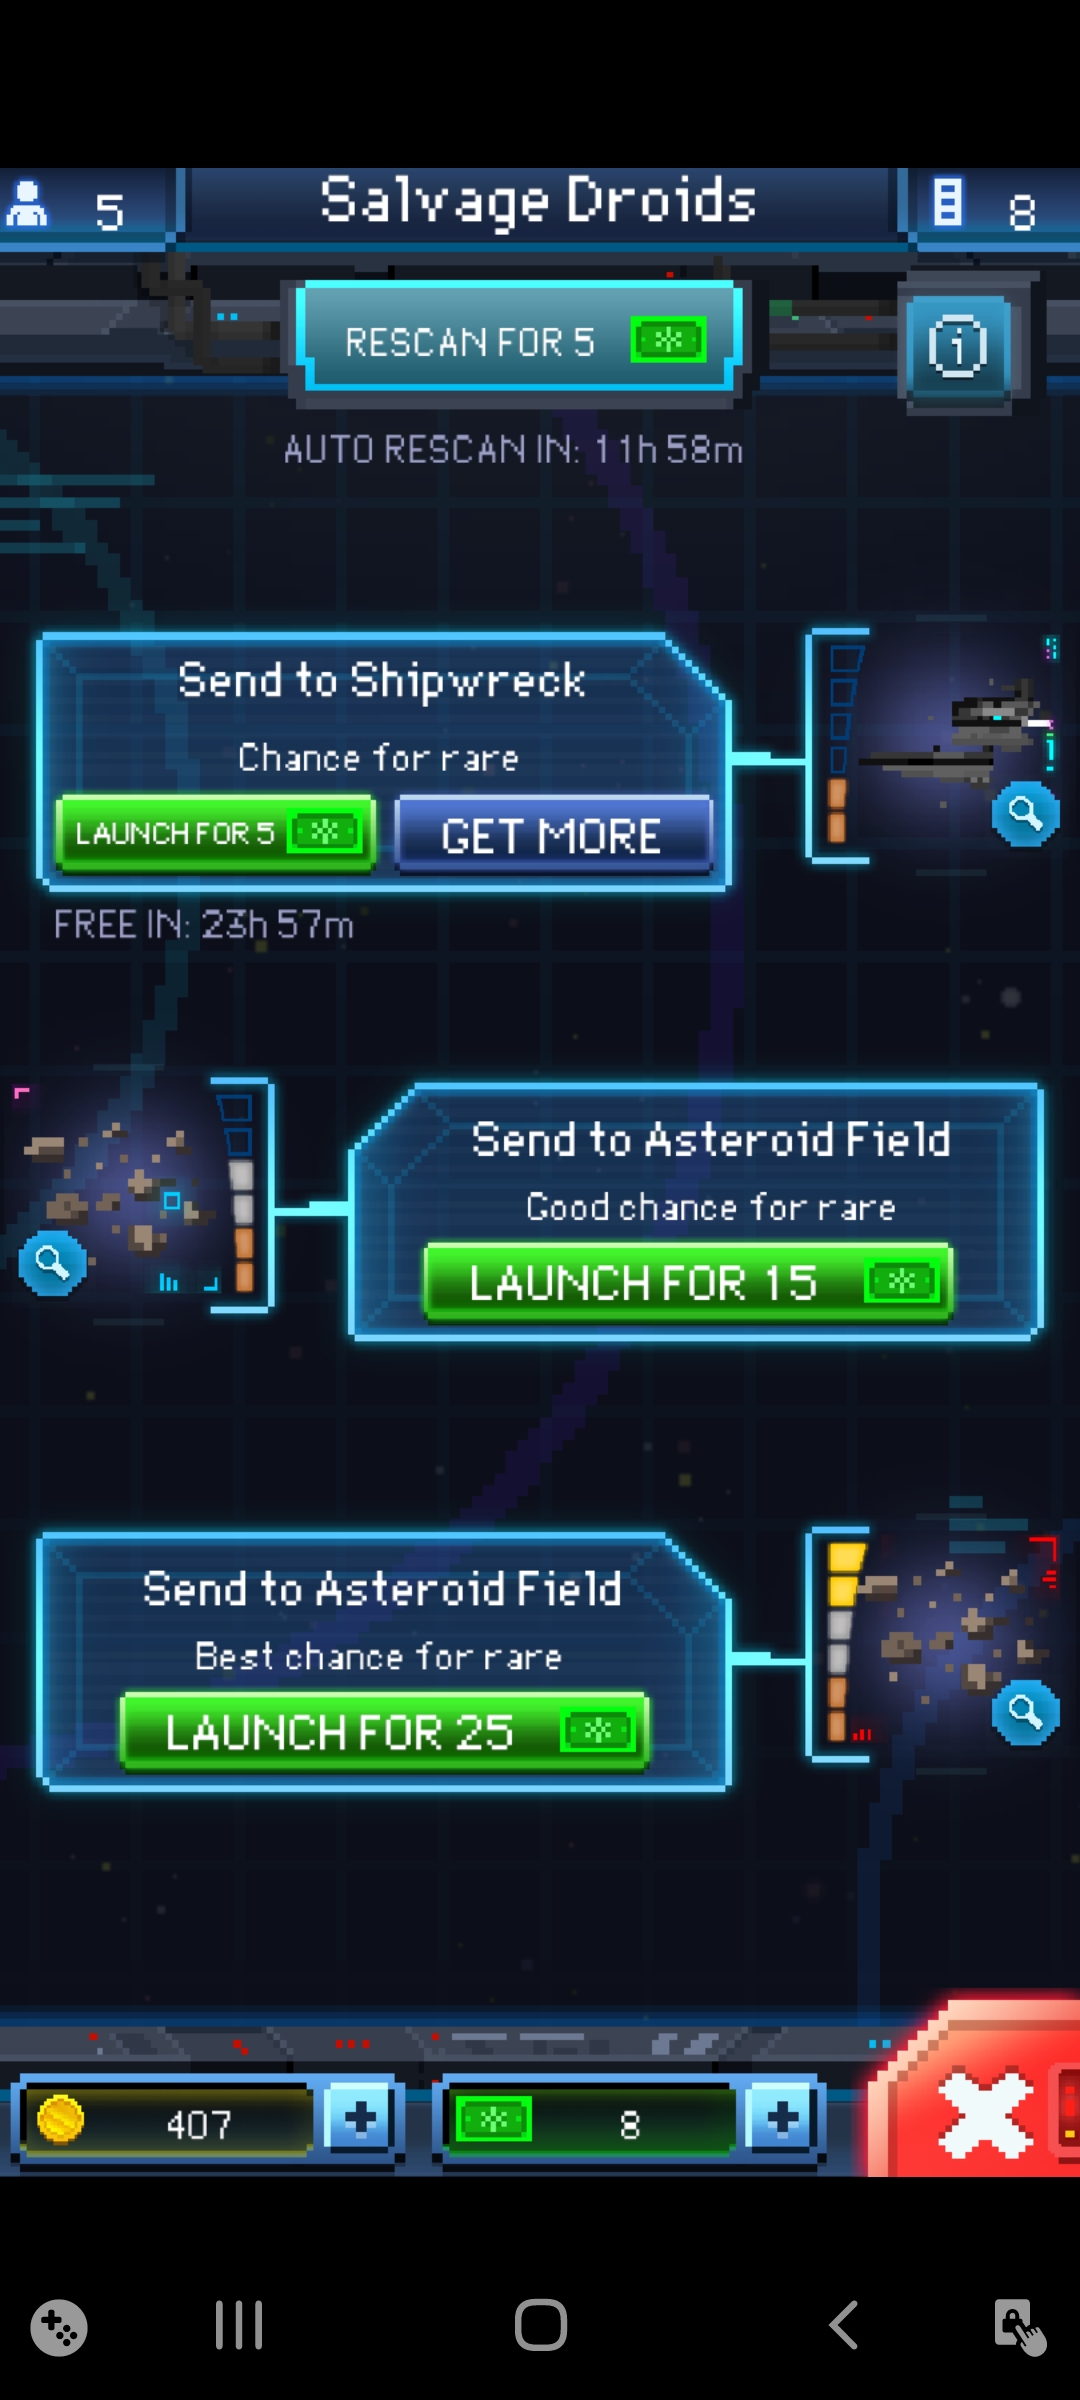 5
Salvage Droids
8
RESCAN FOR 5
i
AUTO RESCAN IN: 11h 58m
Send to Shipwreck
Chance for rare
LAUNCH FOR 5
GET MORE
FREE IN: 23h 57m
Send to Asteroid Field
Good chance for rare
LAUNCH FOR 15
Send to Asteroid Field
Best chance for rare
LAUNCH FOR 25
407
8